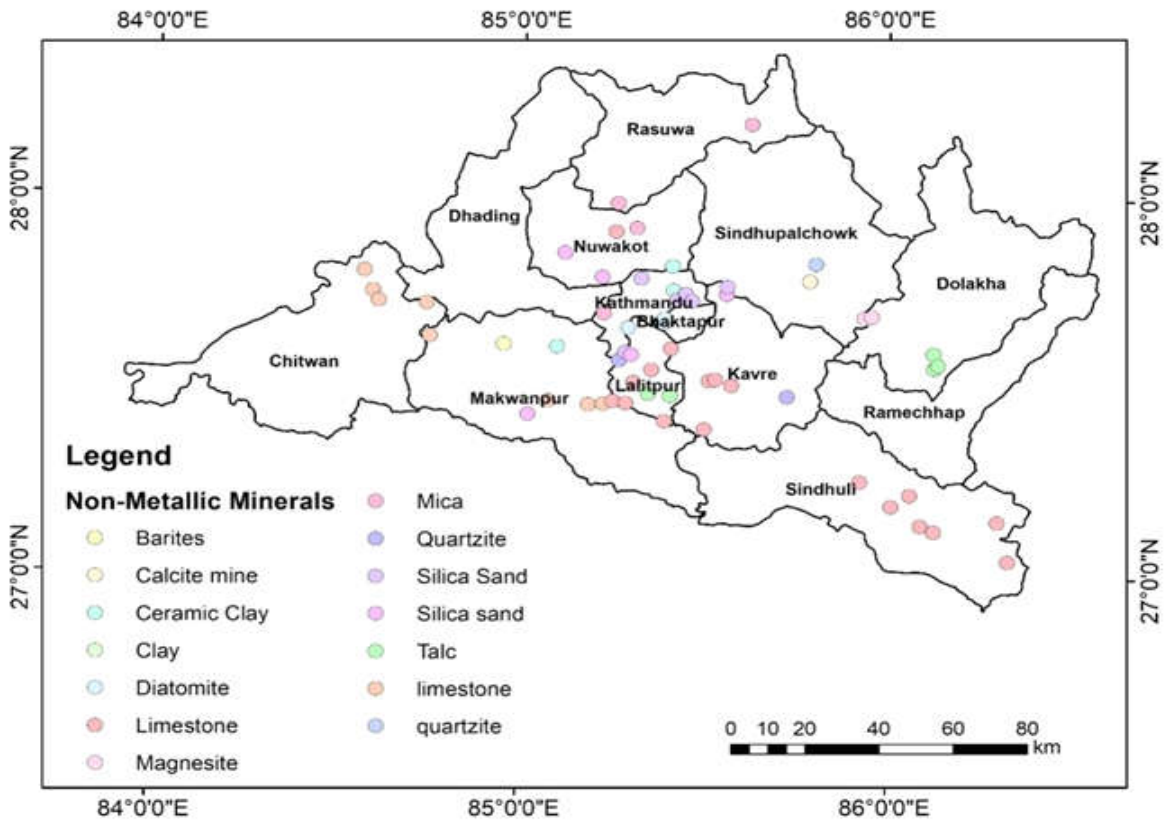 84°0'0"E 85°0'0"E 86°0'0"E
28°0'0"N
28°0'0"N
27°0'0"N
27°0'0"N
Rasuwa
Dhading
Nuwakot
Sindhupalchowk
Dolakha
Kathmandu
Bhaktapur
Chitwan
Makwanpur
Lalitpur
Kavre
Ramechhap
Sindhuli
Legend
Non-Metallic Minerals
Barites
Calcite mine
Ceramic Clay
Clay
Diatomite
Limestone
Magnesite
Mica
Quartzite
Silica Sand
Silica sand
Talc
limestone
quartzite
0 10 20 40 60 80
km
84°0'0"E 85°0'0"E 86°0'0"E